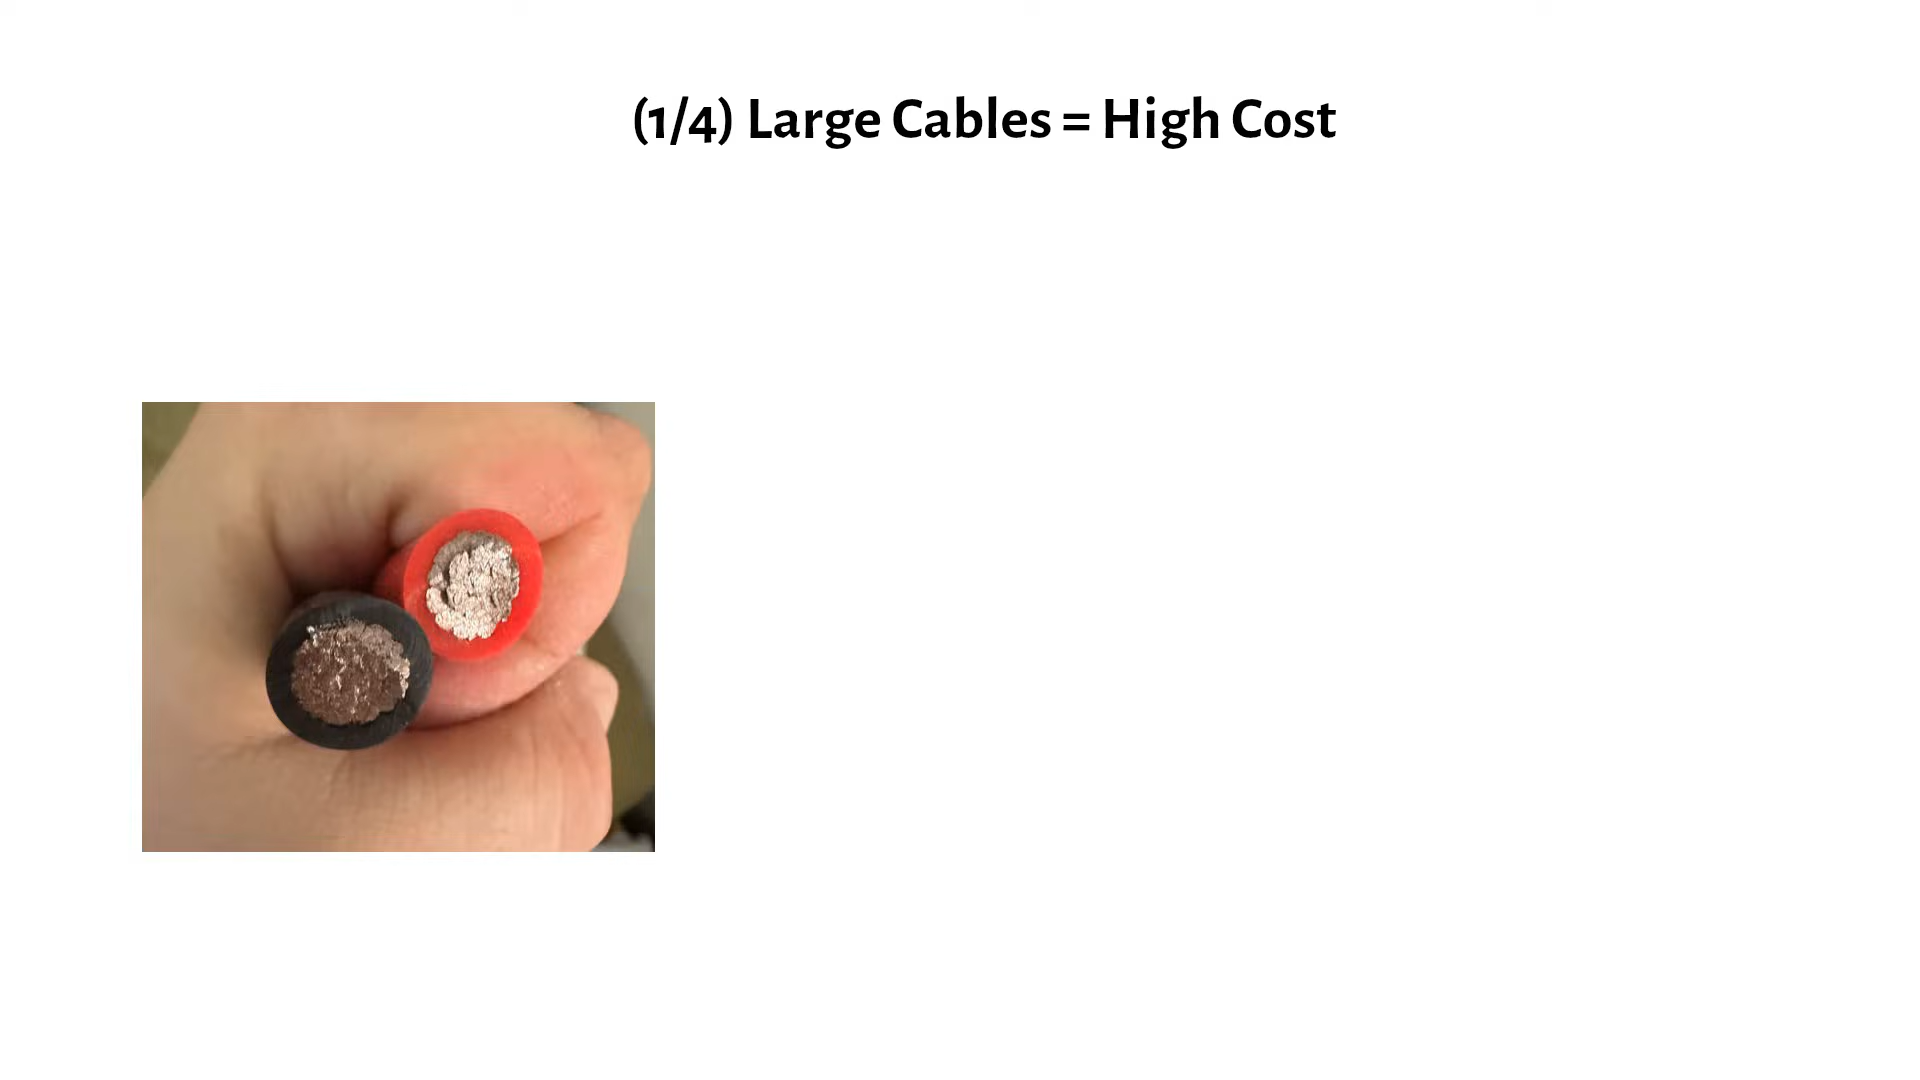 (1/4) Large Cables = High Cost